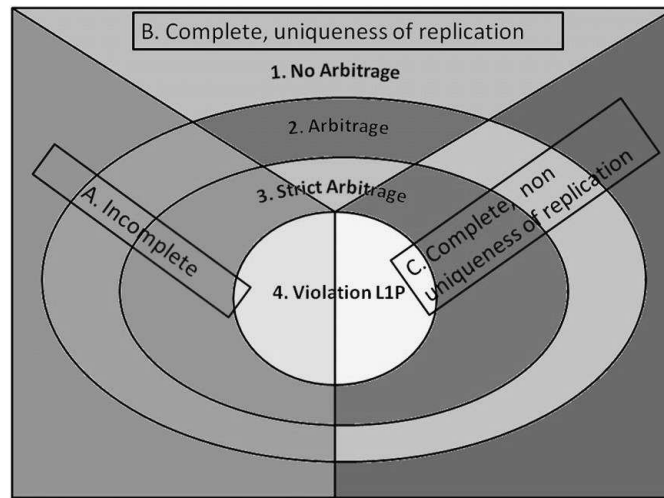 B. Complete, uniqueness of replication
1. No Arbitrage
2. Arbitrage
3. Strict Arbitrage
A. Incomplete
C. Complete, non
uniqueness of replication
4. Violation L1P